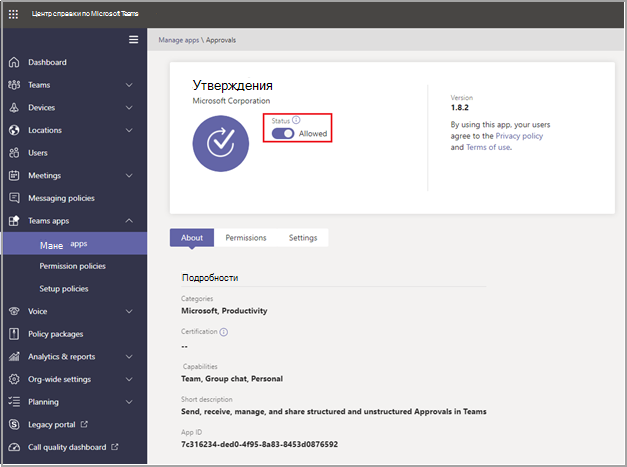 Центр справки по Microsoft Teams
Manage apps \ Approvals
Dashboard
Teams
Devices
Locations
Users
Meetings
Messaging policies
Teams apps
Мане apps
Permission policies
Setup policies
Voice
Policy packages
Analytics & reports
Org-wide settings
Planning
Legacy portal
Call quality dashboard
Утверждения
Microsoft Corporation
Status
Allowed
Version
1.8.2
By using this app, your users
agree to the Privacy policy
and Terms of use.
About Permissions Settings
Подробности
Categories
Microsoft, Productivity
Certification
--
Capabilities
Team, Group chat, Personal
Short description
Send, receive, manage, and share structured and unstructured Approvals in Teams
App ID
7c316234-ded0-4f95-8a83-8453d0876592